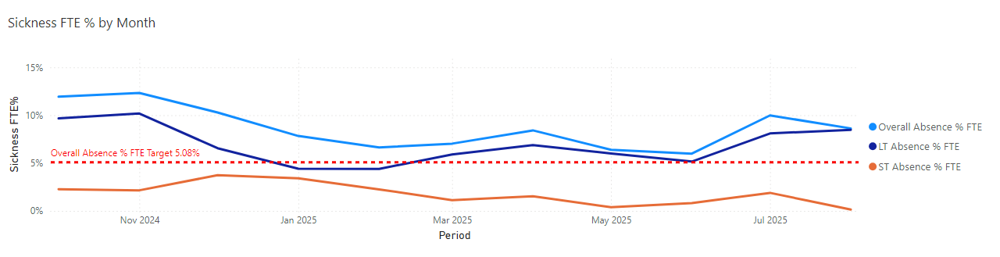 Sickness FTE % by Month
15%
10%
5%
0%
Sickness FTE%
Overall Absence % FTE Target 5.08%
Nov 2024
Jan 2025
Mar 2025
May 2025
Jul 2025
Period
Overall Absence % FTE
LT Absence % FTE
ST Absence % FTE